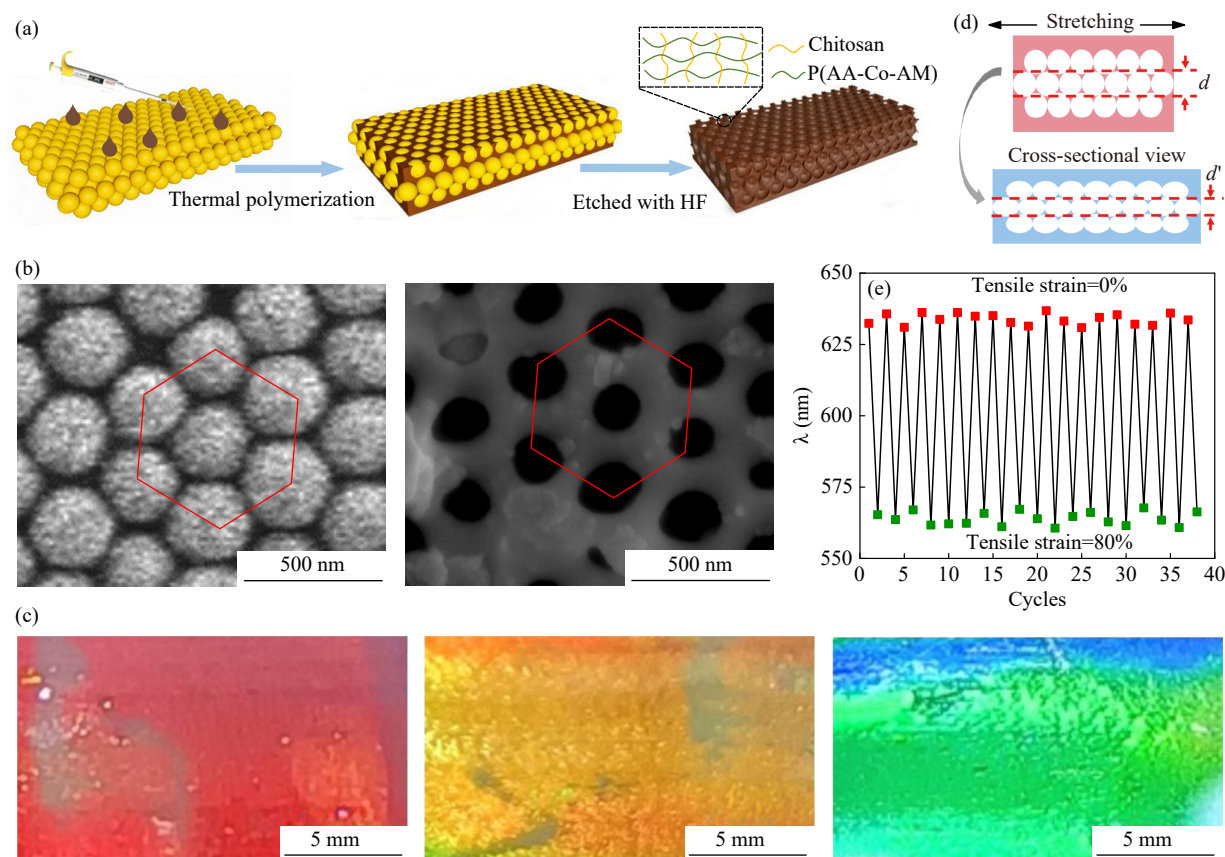 (a)
Chitosan
P(AA-Co-AM)
Thermal polymerization
Etched with HF
(d)
Stretching
d
Cross-sectional view
d'
(b)
500 nm
500 nm
(e)
Tensile strain=0%
Tensile strain=80%
650
625
600
575
550
λ (nm)
0 5 10 15 20 25 30 35 40
Cycles
(c)
5 mm
5 mm
5 mm